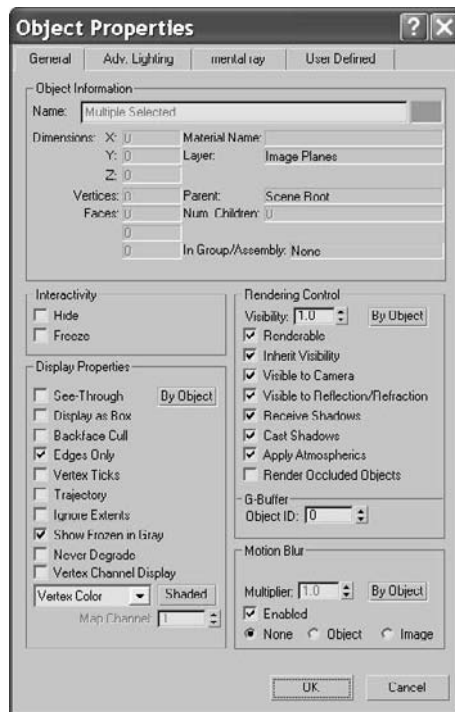 Object Properties
General Adv. Lighting mental ray User Defined
Object Information
Name: Multiple Selected
Dimensions: X: 0 Material Name:
Y: 0 Layer: Image Planes
Z: 0
Vertices: 0 Parent: Scene Root
Faces: 0 Num. Children: 0
0
0 In Group/Assembly: None
Interactivity
Hide
Freeze
Display Properties
See-Through By Object
Display as Box
Backface Cull
Edges Only
Vertex Ticks
Trajectory
Ignore Extents
Show Frozen in Gray
Never Degrade
Vertex Channel Display
Vertex Color Shaded
Map Channel: 1
Rendering Control
Visibility: 1.0 By Object
Renderable
Inherit Visibility
Visible to Camera
Visible to Reflection/Refraction
Receive Shadows
Cast Shadows
Apply Atmospherics
Render Occluded Objects
G-Buffer
Object ID: 0
Motion Blur
Multiplier: 1.0 By Object
Enabled
None Object Image
OK Cancel